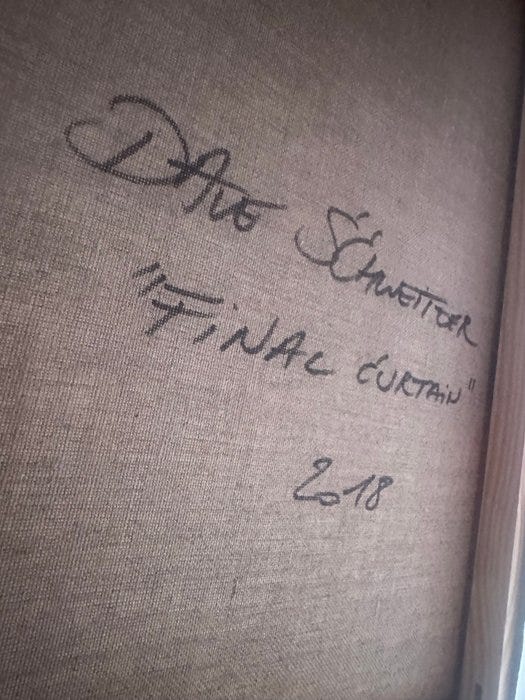 DAVE SCHWEITZER
"FiNAL CURTAiN"
2018